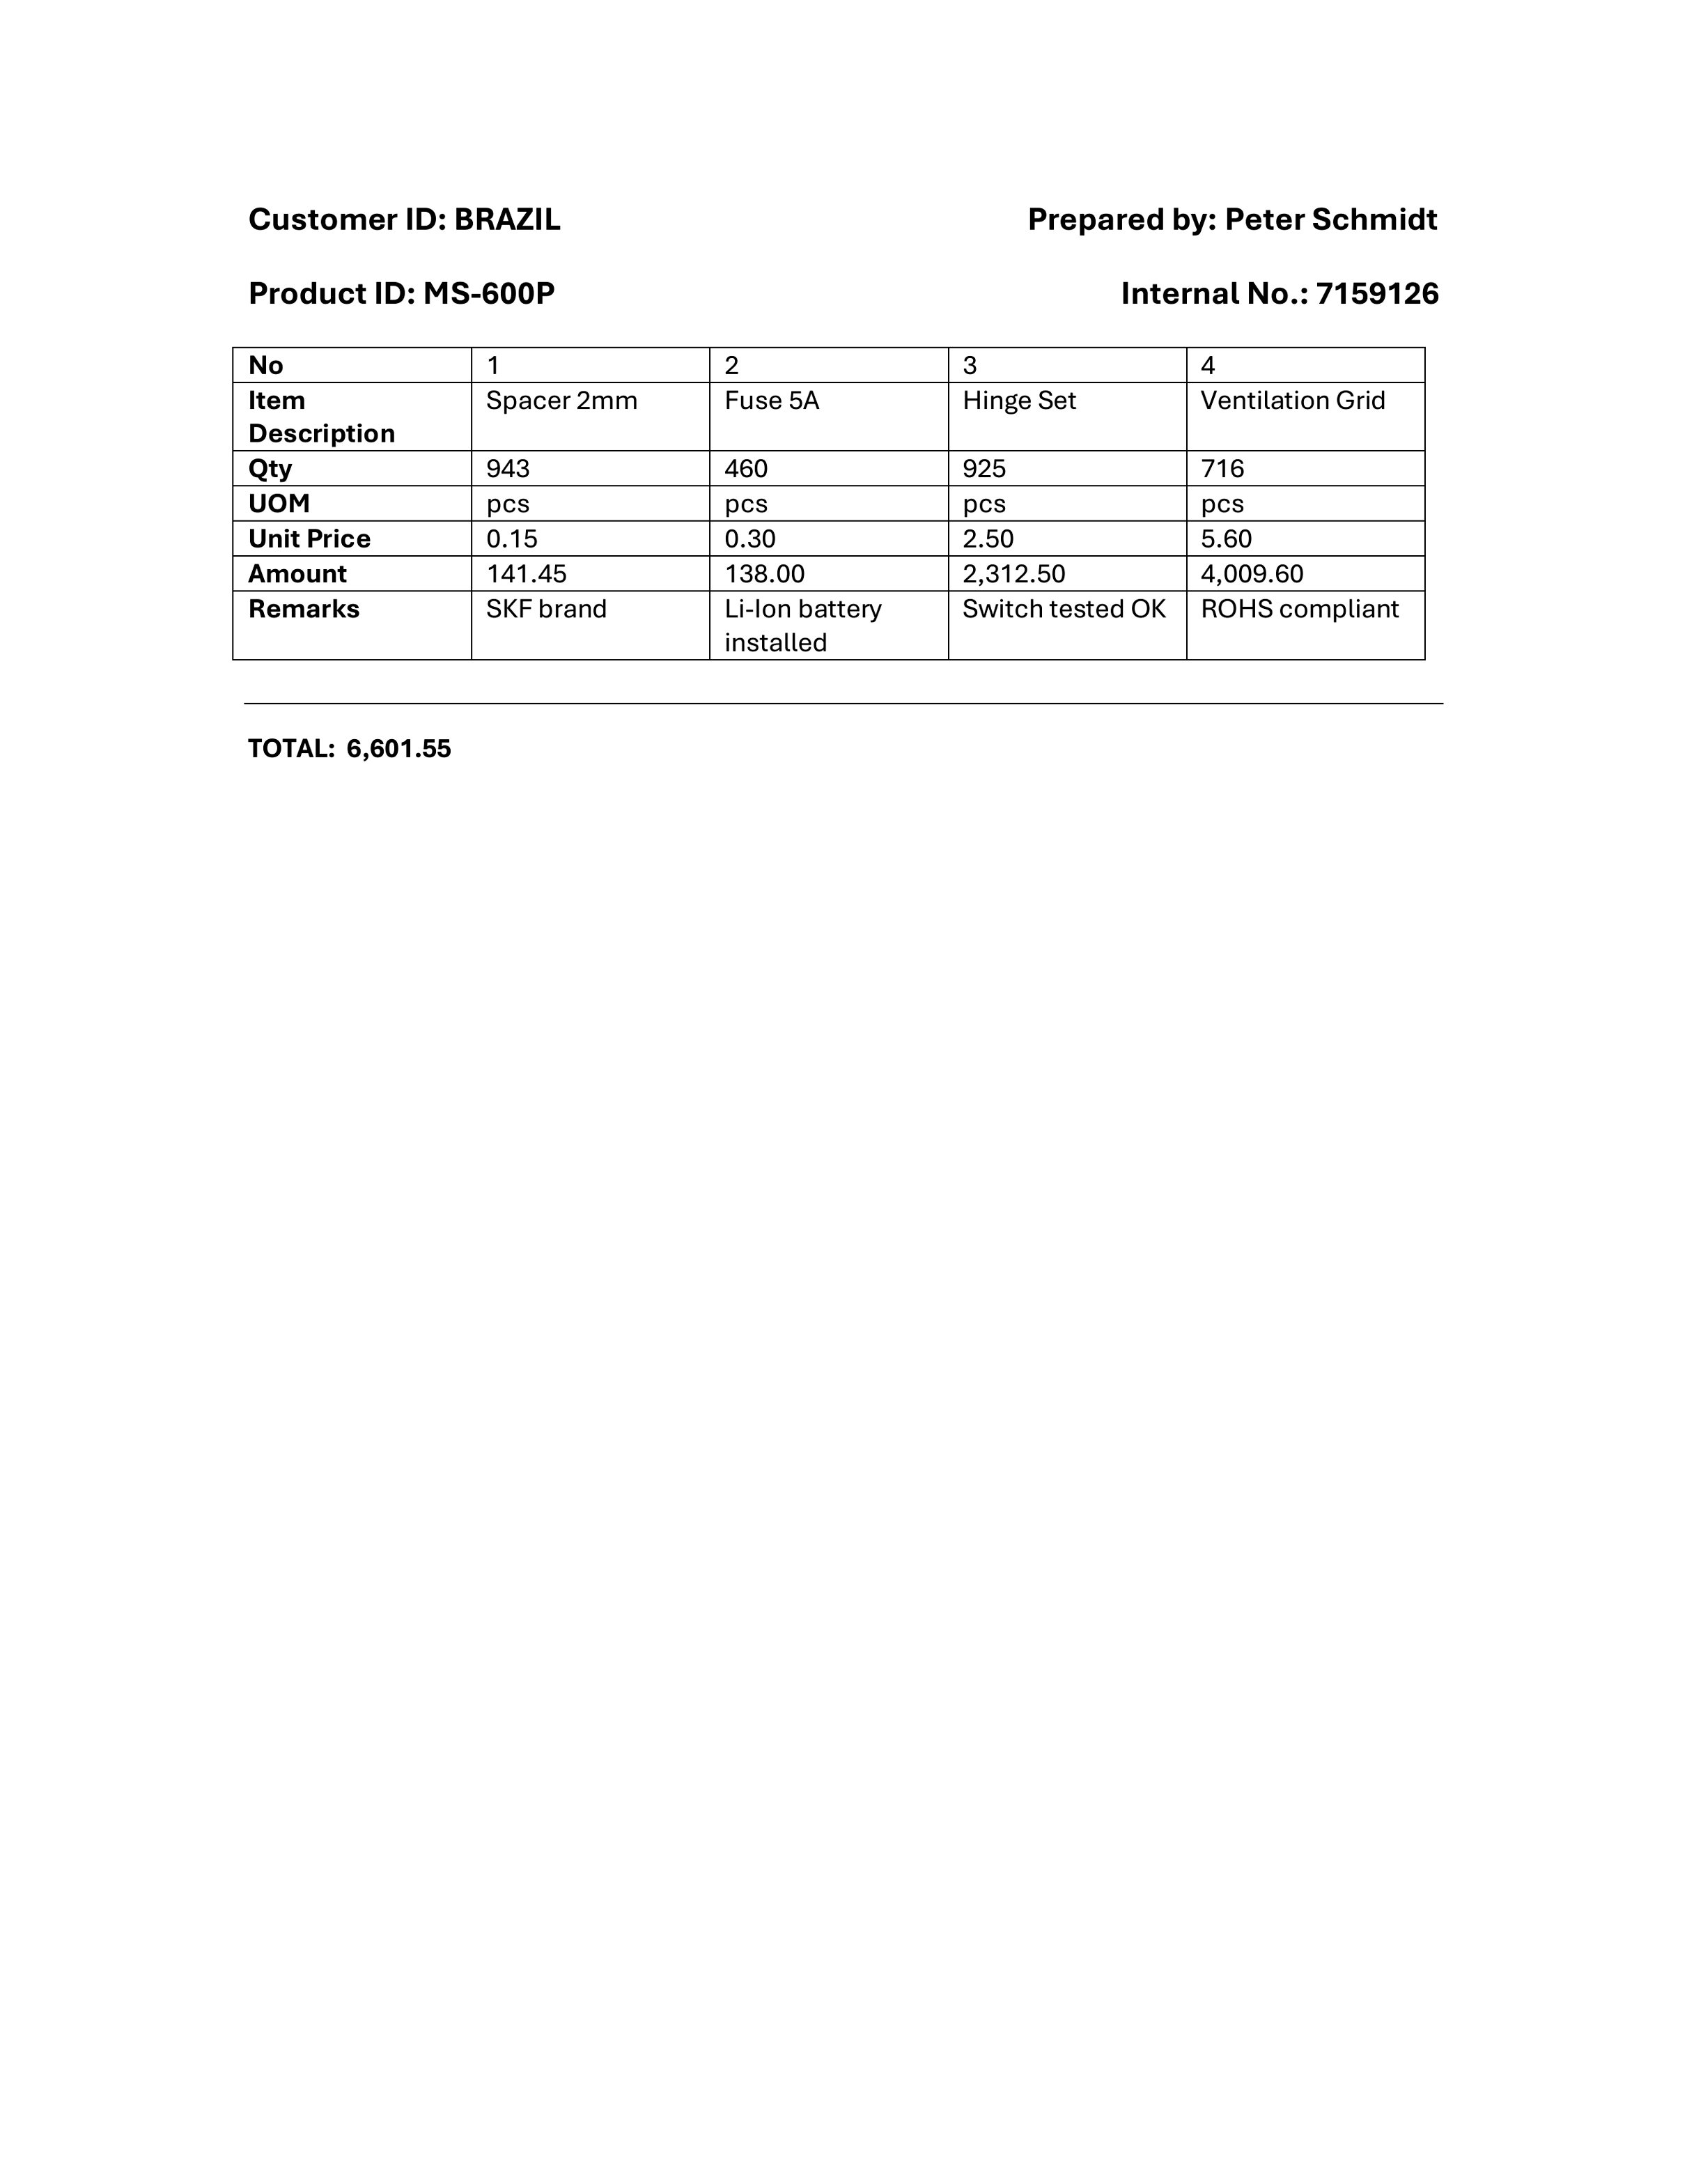 Customer ID: BRAZIL Prepared by: Peter Schmidt
Product ID: MS-600P Internal No.: 7159126
No 1 2 3 4
Item Description Spacer 2mm Fuse 5A Hinge Set Ventilation Grid
Qty 943 460 925 716
UOM pcs pcs pcs pcs
Unit Price 0.15 0.30 2.50 5.60
Amount 141.45 138.00 2,312.50 4,009.60
Remarks SKF brand Li-Ion battery installed Switch tested OK ROHS compliant
TOTAL: 6,601.55